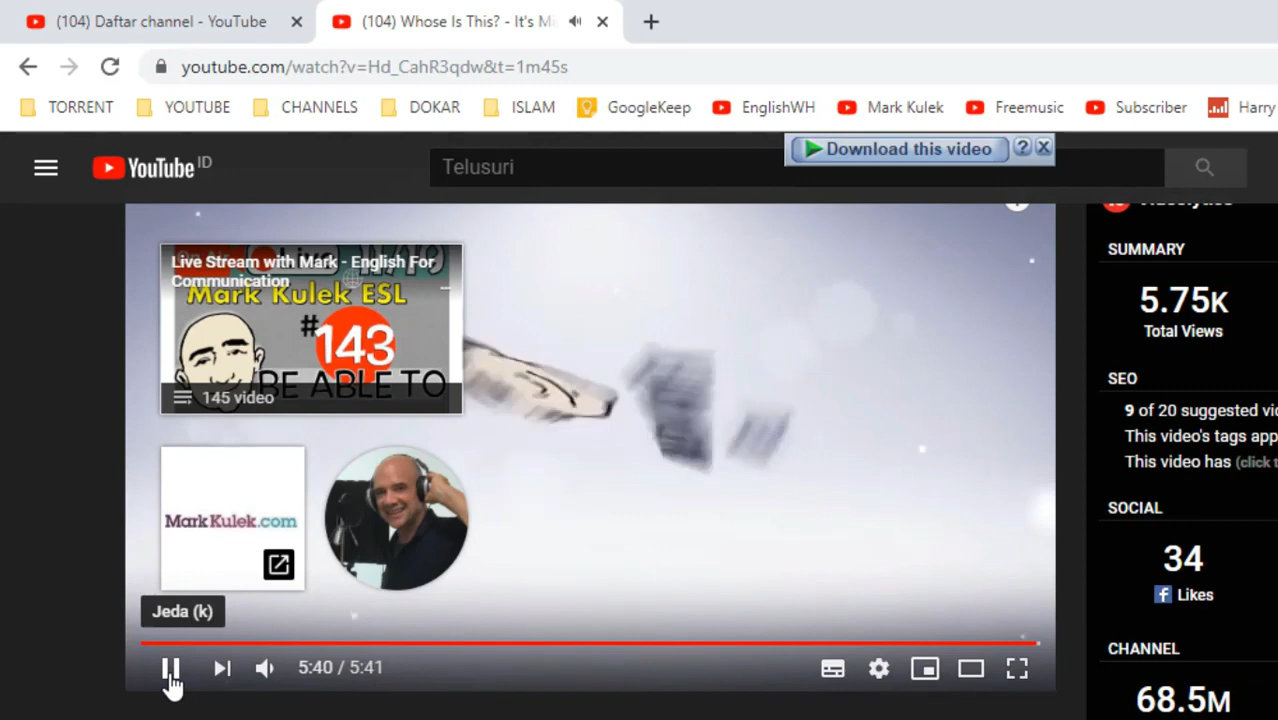 (104) Daftar channel - YouTube
(104) Whose Is This? - It's Mi
youtube.com/watch?v=Hd_CahR3qdw&t=1m45s
TORRENT YOUTUBE CHANNELS DOKAR ISLAM GoogleKeep EnglishWH Mark Kulek Freemusic Subscriber Harry
Download this video ? X
YouTube ID
Telusuri
Live Stream with Mark - English For
Communication
Mark Kulek ESL
#143
BE ABLE TO
145 video
MarkKulek.com
Jeda (k)
5:40 / 5:41
SUMMARY
5.75K
Total Views
SEO
9 of 20 suggested vi
This video's tags app
This video has (click t
SOCIAL
34
f Likes
CHANNEL
68.5M